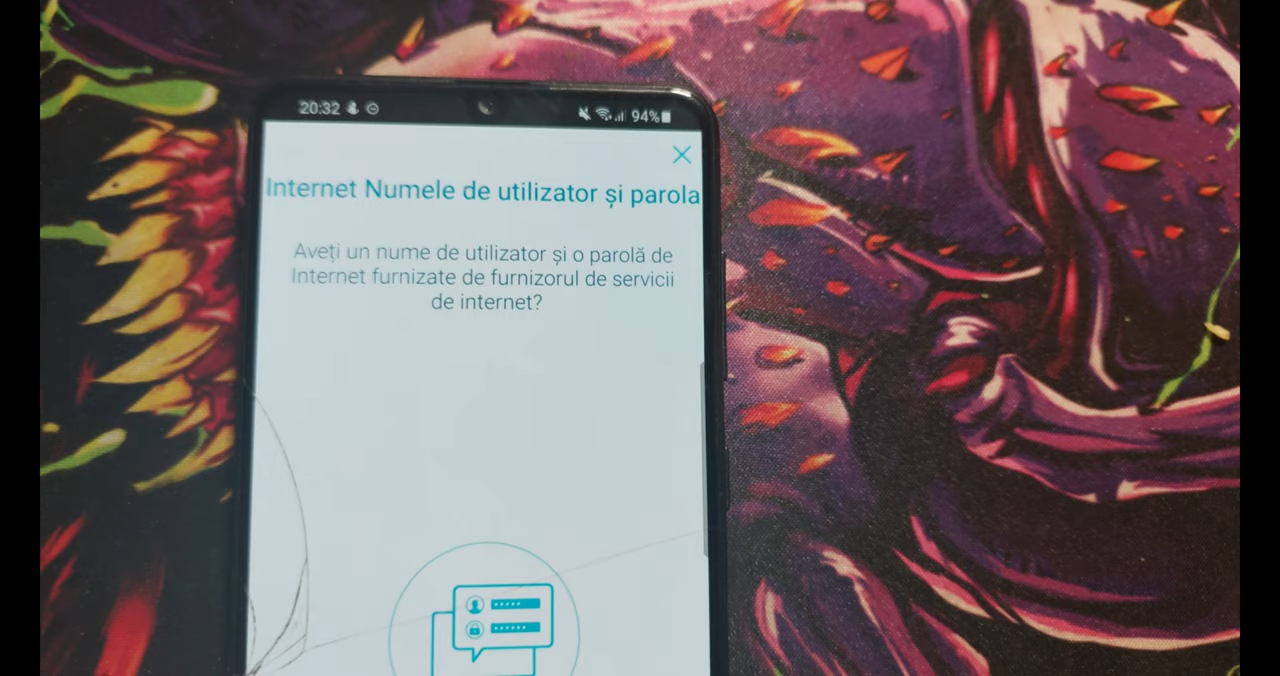 20:32 94%
Internet Numele de utilizator și parola
Aveți un nume de utilizator și o parolă de
Internet furnizate de furnizorul de servicii
de internet?